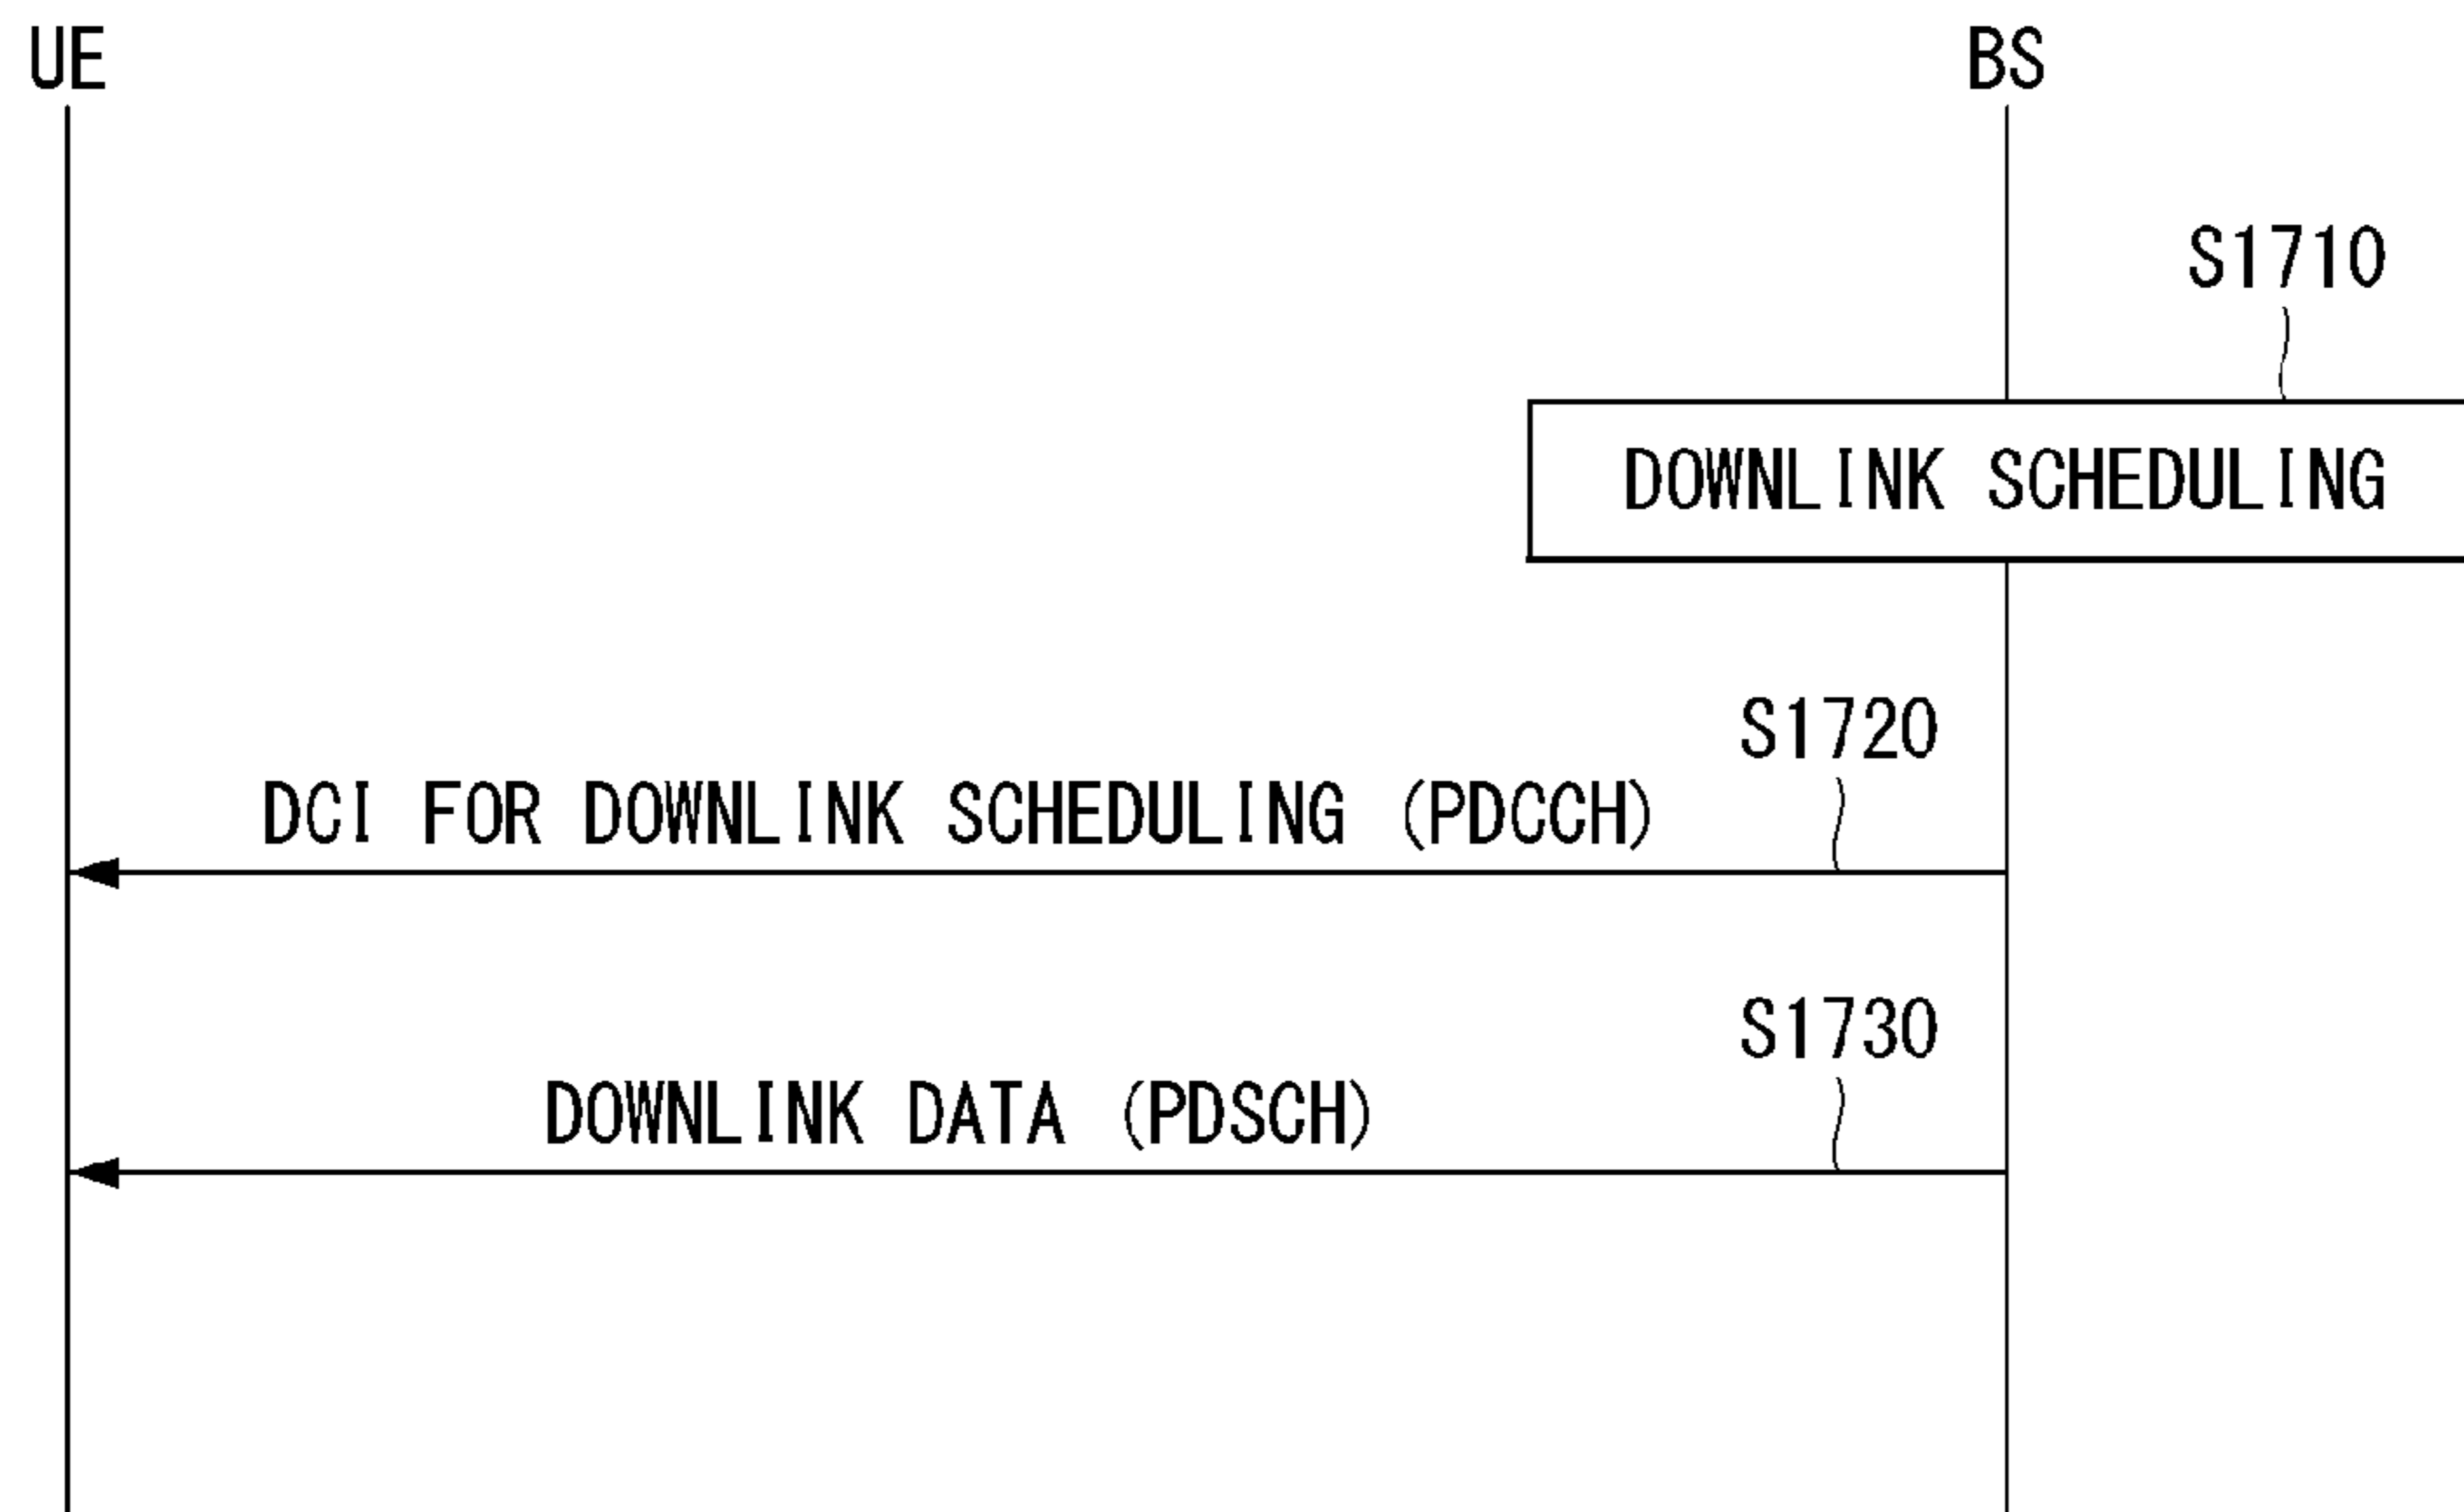 UE
BS
S1710
DOWNLINK SCHEDULING
S1720
DCI FOR DOWNLINK SCHEDULING (PDCCH)
S1730
DOWNLINK DATA (PDSCH)